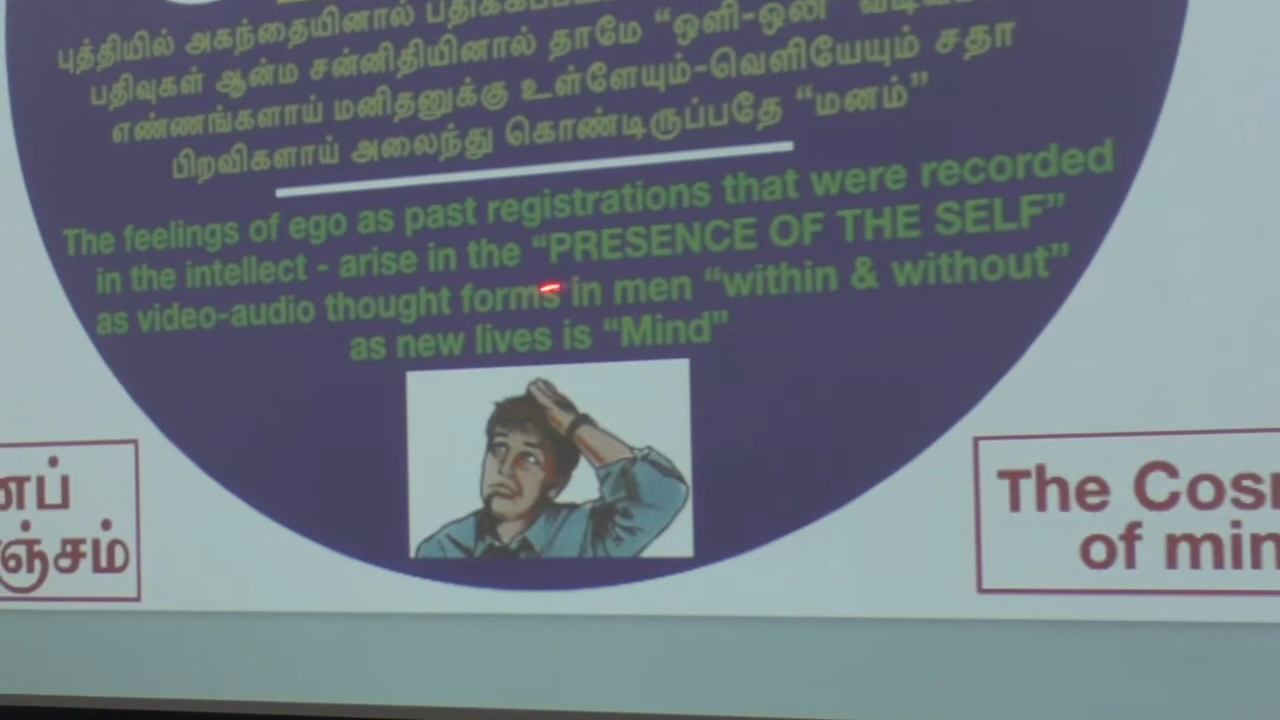 புத்தியில் அகந்தையினால்
பதிவுகள் ஆன்ம சன்னிதியினால் தாமே “ஒளி-ஒலி”
எண்ணங்களாய் மனிதனுக்கு உள்ளேயும்-வெளியேயும் சதா
பிறவிகளாய் அலைந்து கொண்டிருப்பதே “மனம்”
The feelings of ego as past registrations that were recorded
in the intellect - arise in the “PRESENCE OF THE SELF”
as video-audio thought forms in men “within & without”
as new lives is “Mind”
The
of